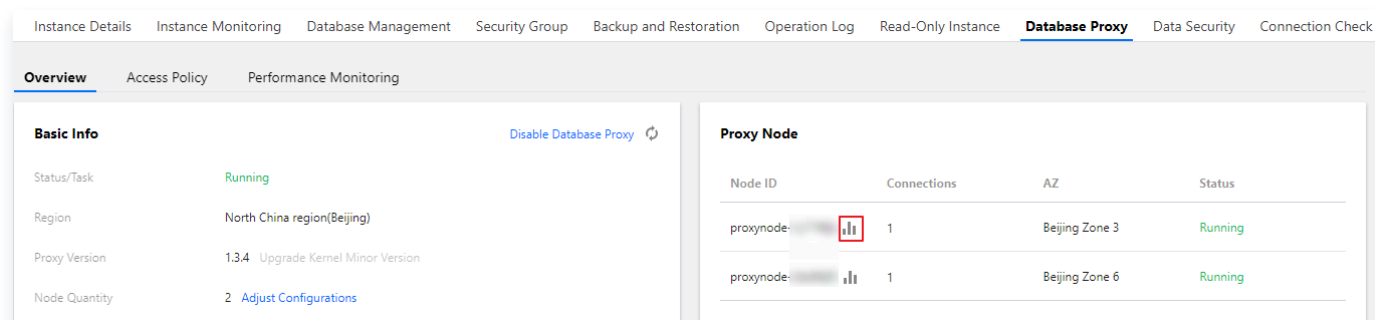 Instance Details Instance Monitoring Database Management Security Group Backup and Restoration Operation Log Read-Only Instance Database Proxy Data Security Connection Check
Overview Access Policy Performance Monitoring
Basic Info Disable Database Proxy
Status/Task Running
Region North China region(Beijing)
Proxy Version 1.3.4 Upgrade Kernel Minor Version
Node Quantity 2 Adjust Configurations
Proxy Node
Node ID Connections AZ Status
proxynode- 1 Beijing Zone 3 Running
proxynode- 1 Beijing Zone 6 Running